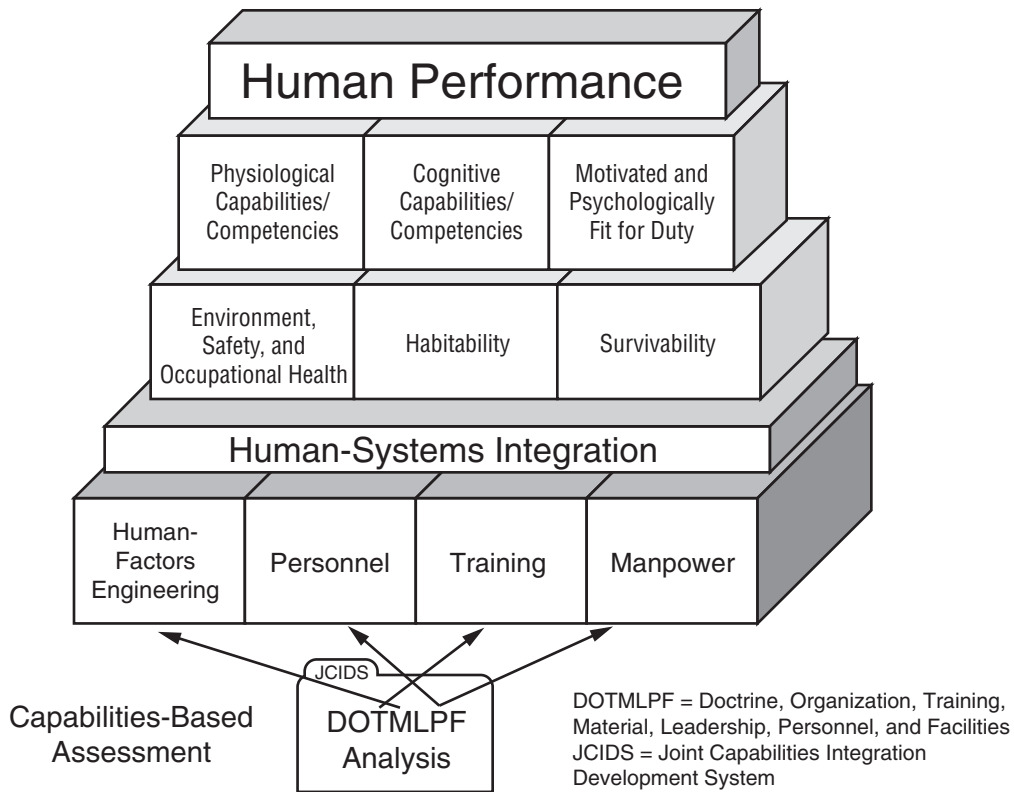 Human Performance
Physiological
Capabilities/
Competencies
Cognitive
Capabilities/
Competencies
Motivated and
Psychologically
Fit for Duty
Environment,
Safety, and
Occupational Health
Habitability
Survivability
Human-Systems Integration
Human-
Factors
Engineering
Personnel
Training
Manpower
JCIDS
DOTMLPF
Analysis
Capabilities-Based
Assessment
DOTMLPF = Doctrine, Organization, Training,
Material, Leadership, Personnel, and Facilities
JCIDS = Joint Capabilities Integration
Development System